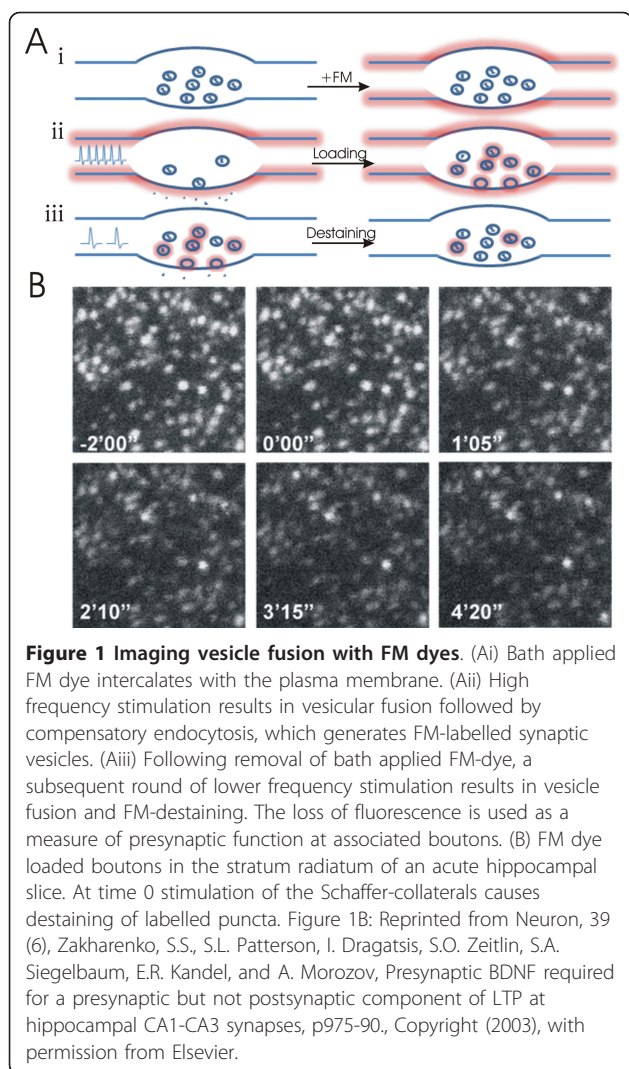 A
i
+FM
ii
Loading
iii
Destaining
B
-2'00"
0'00"
1'05"
2'10"
3'15"
4'20"
Figure 1 Imaging vesicle fusion with FM dyes. (Ai) Bath applied
FM dye intercalates with the plasma membrane. (Aii) High
frequency stimulation results in vesicular fusion followed by
compensatory endocytosis, which generates FM-labelled synaptic
vesicles. (Aiii) Following removal of bath applied FM-dye, a
subsequent round of lower frequency stimulation results in vesicle
fusion and FM-destaining. The loss of fluorescence is used as a
measure of presynaptic function at associated boutons. (B) FM dye
loaded boutons in the stratum radiatum of an acute hippocampal
slice. At time 0 stimulation of the Schaffer-collaterals causes
destaining of labelled puncta. Figure 1B: Reprinted from Neuron, 39
(6), Zakharenko, S.S., S.L. Patterson, I. Dragatsis, S.O. Zeitlin, S.A.
Siegelbaum, E.R. Kandel, and A. Morozov, Presynaptic BDNF required
for a presynaptic but not postsynaptic component of LTP at
hippocampal CA1-CA3 synapses, p975-90., Copyright (2003), with
permission from Elsevier.